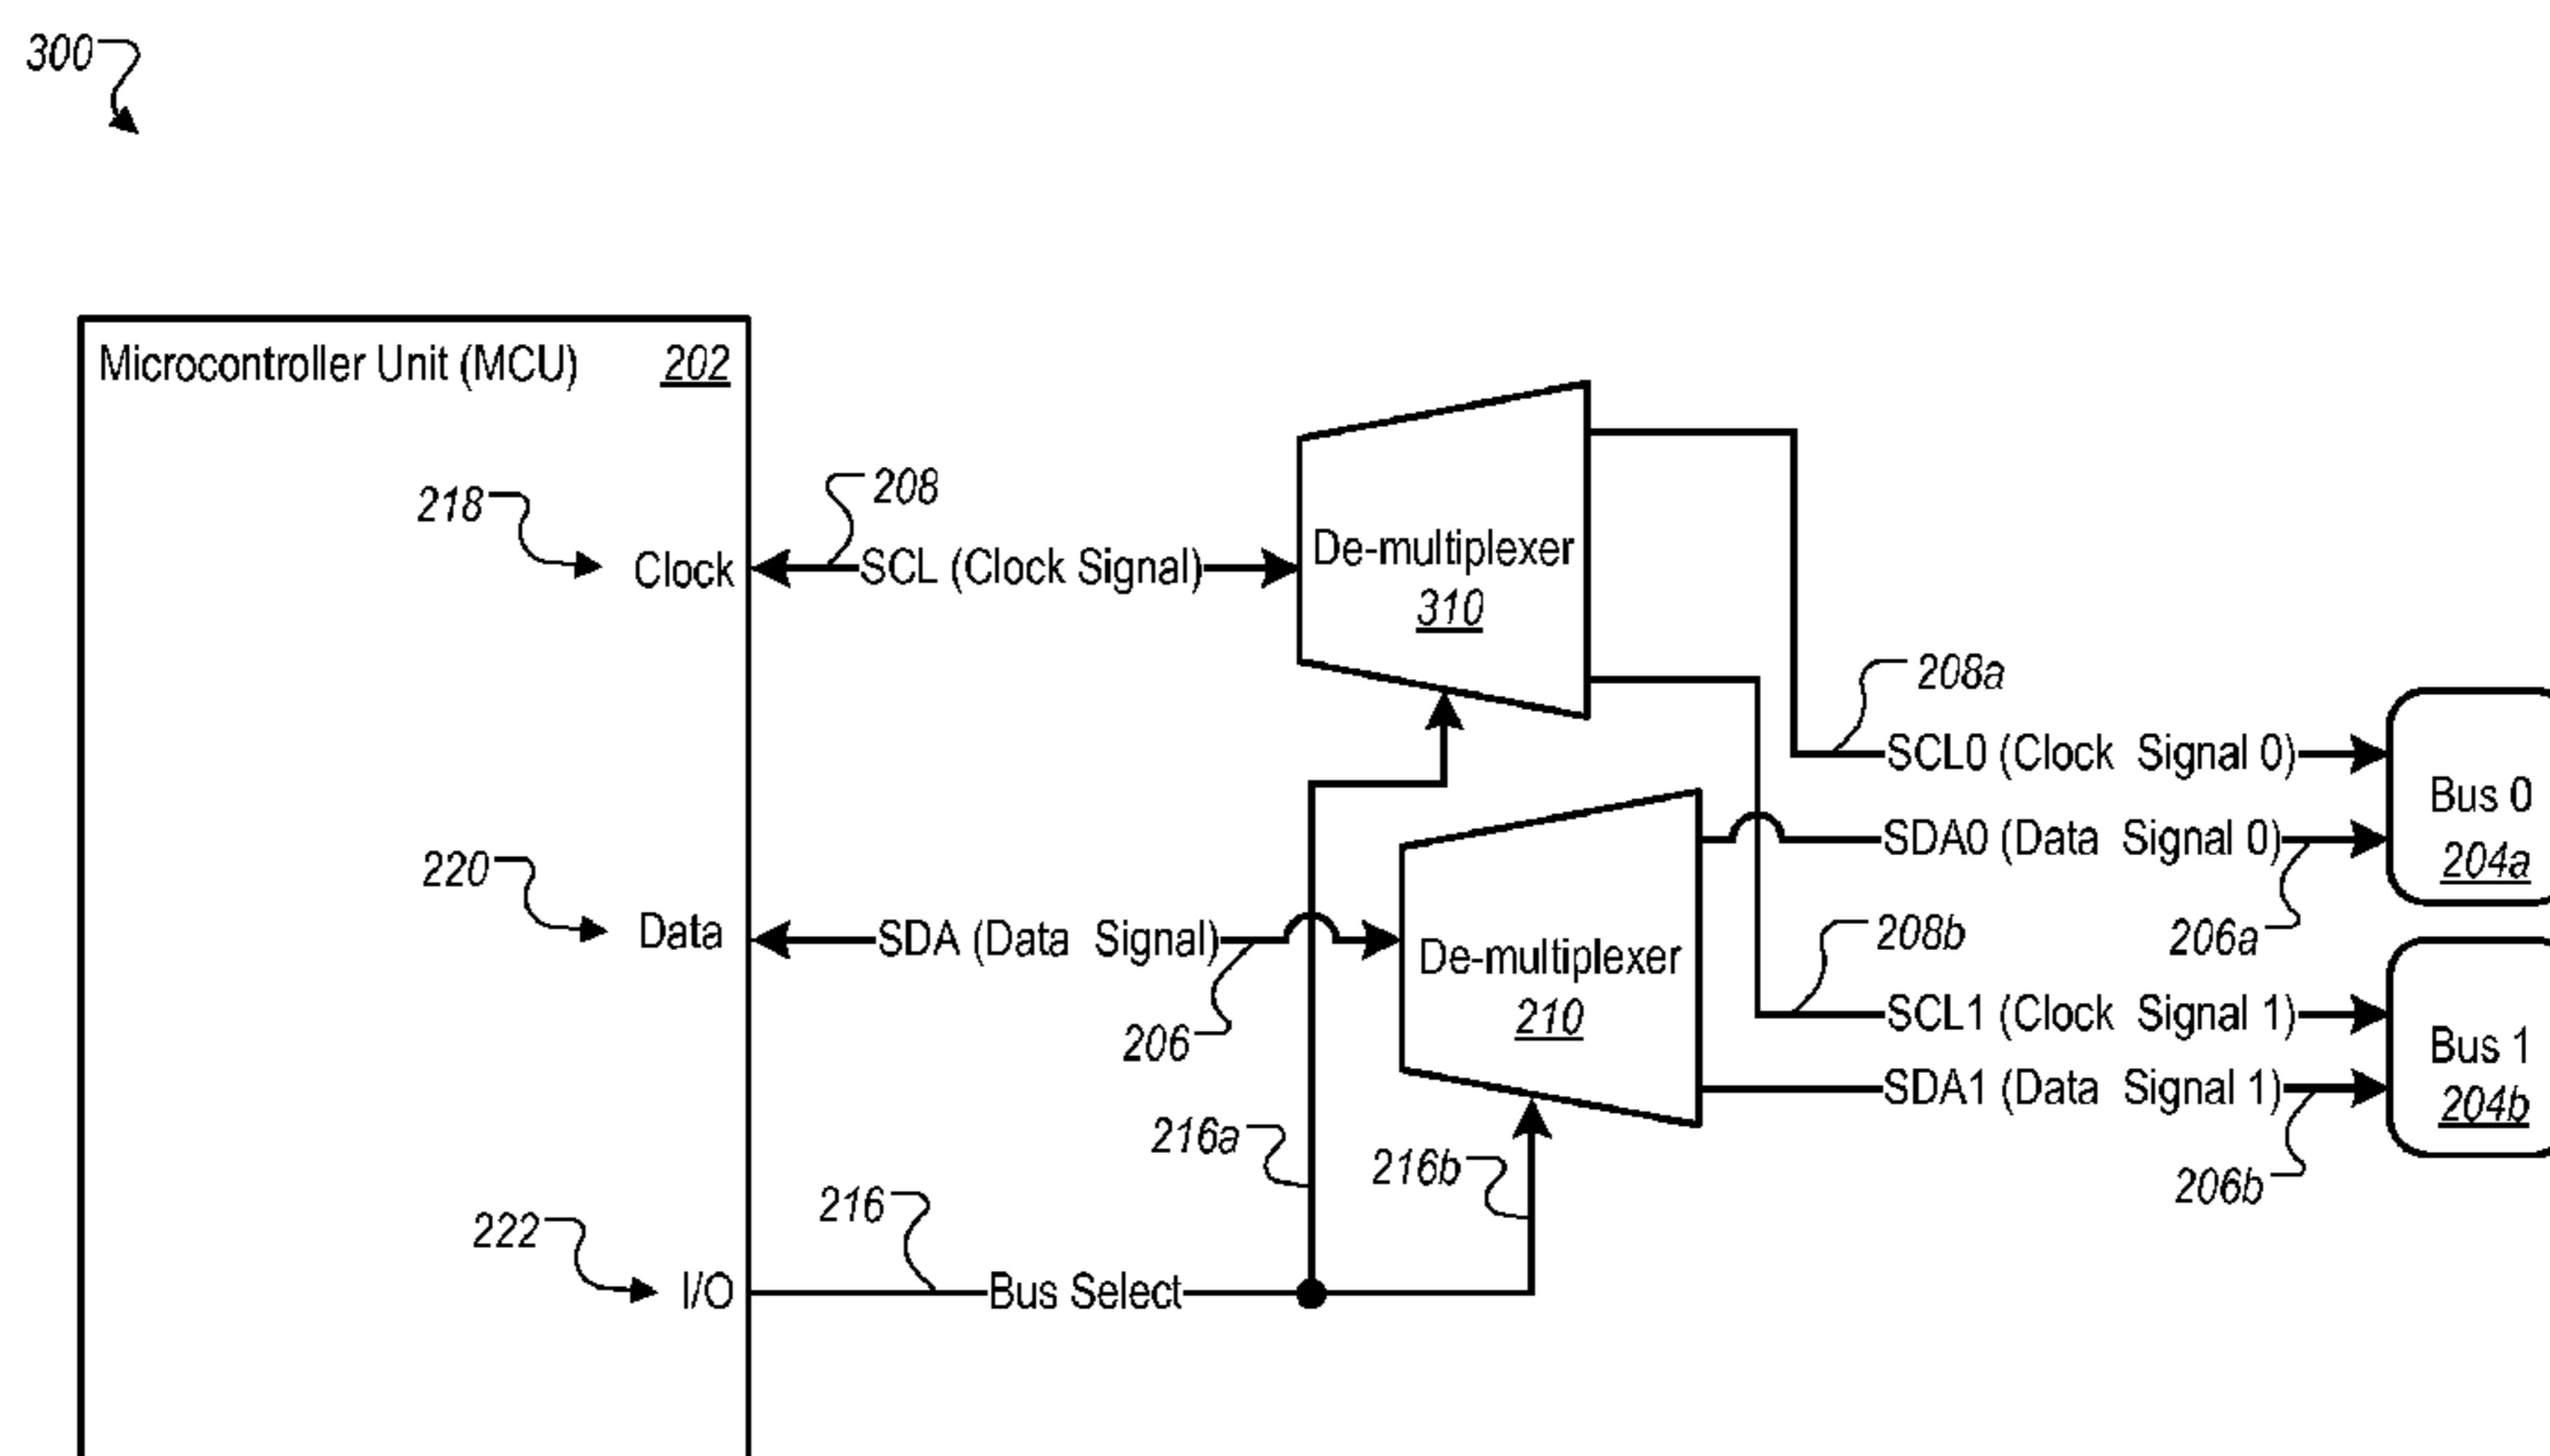 300
Microcontroller Unit (MCU) 202
218
Clock
208
SCL (Clock Signal)
De-multiplexer
310
208a
SCL0 (Clock Signal 0)
SDA0 (Data Signal 0)
Bus 0
204a
206a
220
Data
SDA (Data Signal)
206
De-multiplexer
210
208b
SCL1 (Clock Signal 1)
SDA1 (Data Signal 1)
Bus 1
204b
206b
216a
216b
222
I/O
216
Bus Select